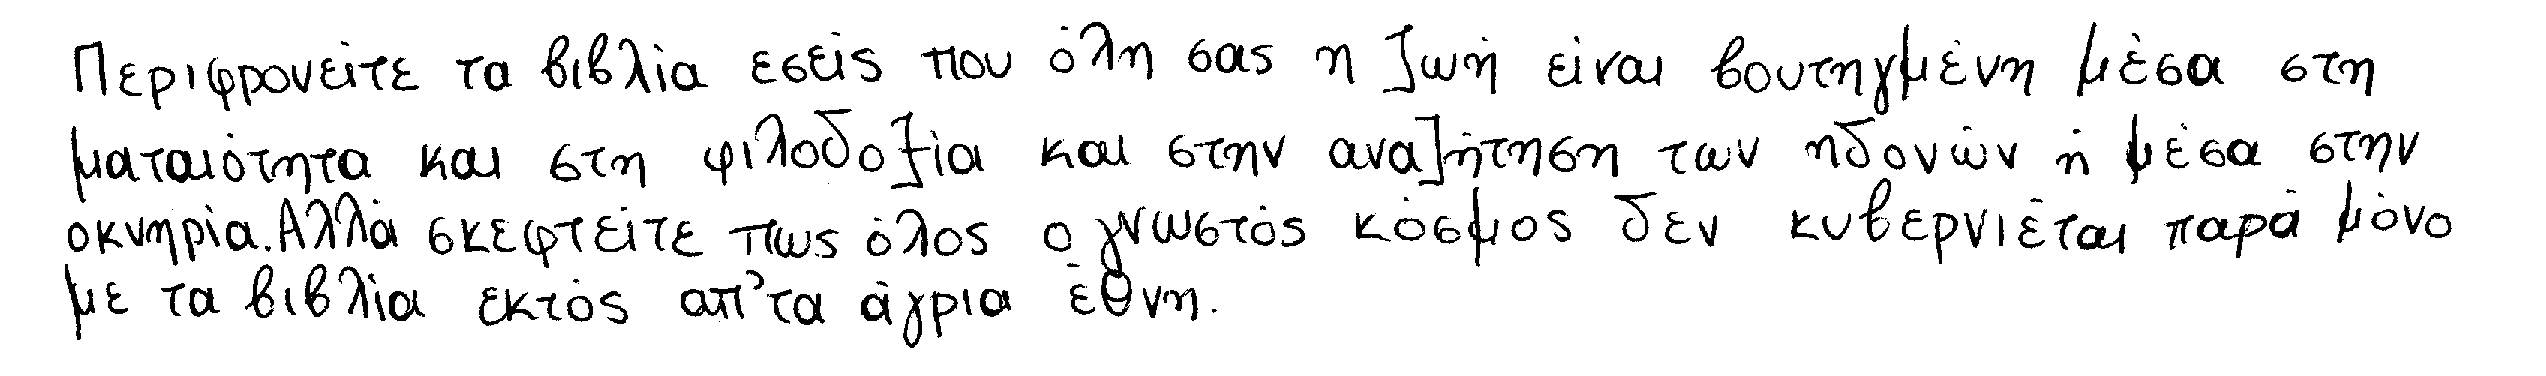 Περιφρονείτε τα βιβλία εσείς που όλη σας η ζωή είναι βουτηγμένη μέσα στη
ματαιότητα και στη φιλοδοξία και στην αναζήτηση των ηδονών ή μέσα στην
οκνηρία. Αλλά σκεφτείτε πως όλος ο γνωστός κόσμος δεν κυβερνιέται παρά μόνο
με τα βιβλία εκτός απ'τα άγρια έθνη.